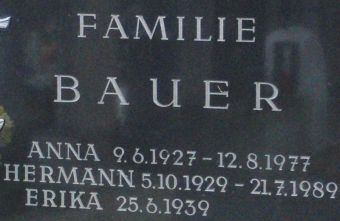 FAMILIE
BAUER
ANNA 9.6.1927 - 12.8.1977
HERMANN 5.10.1929 - 21.7.1989
ERIKA 25.6.1939